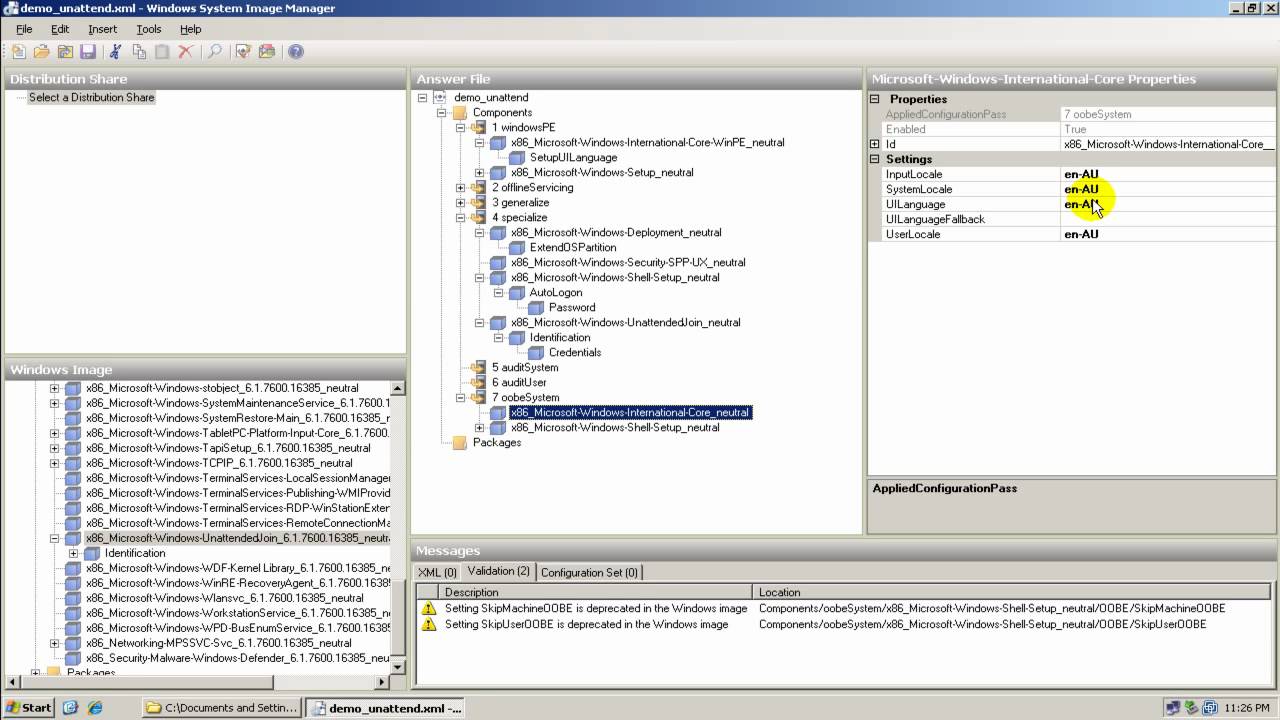 demo_unattend.xml - Windows System Image Manager
File Edit Insert Tools Help
Distribution Share
Select a Distribution Share
Windows Image
x86_Microsoft-Windows-stobject_6.1.7600.16385_neutral
x86_Microsoft-Windows-SystemMaintenanceService_6.1.7600.1
x86_Microsoft-Windows-SystemRestore-Main_6.1.7600.16385_r
x86_Microsoft-Windows-TabletPC-Platform-Input-Core_6.1.7600.
x86_Microsoft-Windows-TapiSetup_6.1.7600.16385_neutral
x86_Microsoft-Windows-TCPIP_6.1.7600.16385_neutral
x86_Microsoft-Windows-TerminalServices-LocalSessionManager
x86_Microsoft-Windows-TerminalServices-Publishing-WMIProvid
x86_Microsoft-Windows-TerminalServices-RDP-WinStationExter
x86_Microsoft-Windows-TerminalServices-RemoteConnectionMa
x86_Microsoft-Windows-UnattendedJoin_6.1.7600.16385_neutra
Identification
x86_Microsoft-Windows-WDF-Kernel Library_6.1.7600.16385_ne
x86_Microsoft-Windows-WinRE-RecoveryAgent_6.1.7600.16385
x86_Microsoft-Windows-Wlansvc_6.1.7600.16385_neutral
x86_Microsoft-Windows-WorkstationService_6.1.7600.16385_ne
x86_Microsoft-Windows-WPD-BusEnumService_6.1.7600.16385
x86_Networking-MPSSVC-Svc_6.1.7600.16385_neutral
x86_Security-Malware-Windows-Defender_6.1.7600.16385_neu
Packages
Answer File
demo_unattend
Components
1 windowsPE
x86_Microsoft-Windows-International-Core-WinPE_neutral
SetupUILanguage
x86_Microsoft-Windows-Setup_neutral
2 offlineServicing
3 generalize
4 specialize
x86_Microsoft-Windows-Deployment_neutral
ExtendOSPartition
x86_Microsoft-Windows-Security-SPP-UX_neutral
x86_Microsoft-Windows-Shell-Setup_neutral
AutoLogon
Password
x86_Microsoft-Windows-UnattendedJoin_neutral
Identification
Credentials
5 auditSystem
6 auditUser
7 oobeSystem
x86_Microsoft-Windows-International-Core_neutral
x86_Microsoft-Windows-Shell-Setup_neutral
Packages
Microsoft-Windows-International-Core Properties
Properties
AppliedConfigurationPass 7 oobeSystem
Enabled True
Id x86_Microsoft-Windows-International-Core__
Settings
InputLocale en-AU
SystemLocale en-AU
UILanguage en-AU
UILanguageFallback
UserLocale en-AU
AppliedConfigurationPass
Messages
XML (0) Validation (2) Configuration Set (0)
Description Location
Setting SkipMachineOOBE is deprecated in the Windows image Components/oobeSystem/x86_Microsoft-Windows-Shell-Setup_neutral/OOBE/SkipMachineOOBE
Setting SkipUserOOBE is deprecated in the Windows image Components/oobeSystem/x86_Microsoft-Windows-Shell-Setup_neutral/OOBE/SkipUserOOBE
Start C:\Documents and Settin... demo_unattend.xml -... 11:26 PM